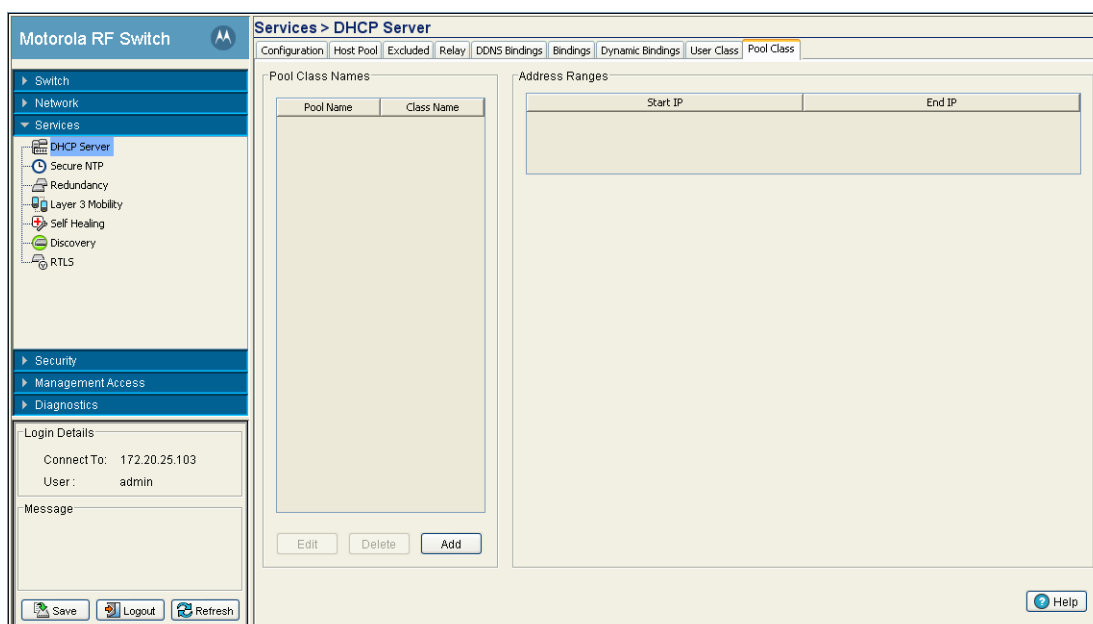 Motorola RF Switch
Switch
Network
Services
DHCP Server
Secure NTP
Redundancy
Layer 3 Mobility
Self Healing
Discovery
RTLS
Security
Management Access
Diagnostics
Login Details
Connect To: 172.20.25.103
User : admin
Message
Save Logout Refresh
Services > DHCP Server
Configuration Host Pool Excluded Relay DDNS Bindings Bindings Dynamic Bindings User Class Pool Class
Pool Class Names
Pool Name Class Name
Edit Delete Add
Address Ranges
Start IP End IP
Help